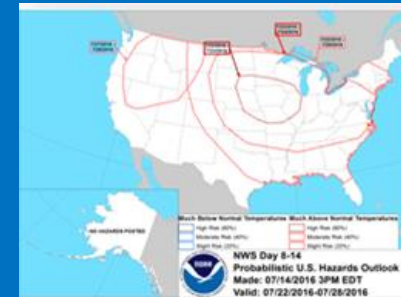 NO HAZARDS POSTED
Much Below Normal Temperatures
Much Above Normal Temperatures
High Risk (60%)
High Risk (60%)
Moderate Risk (40%)
Moderate Risk (40%)
Slight Risk (20%)
Slight Risk (20%)
NWS Day 8-14
Probabilistic U.S. Hazards Outlook
Made: 07/14/2016 3PM EDT
Valid: 07/22/2016-07/28/2016